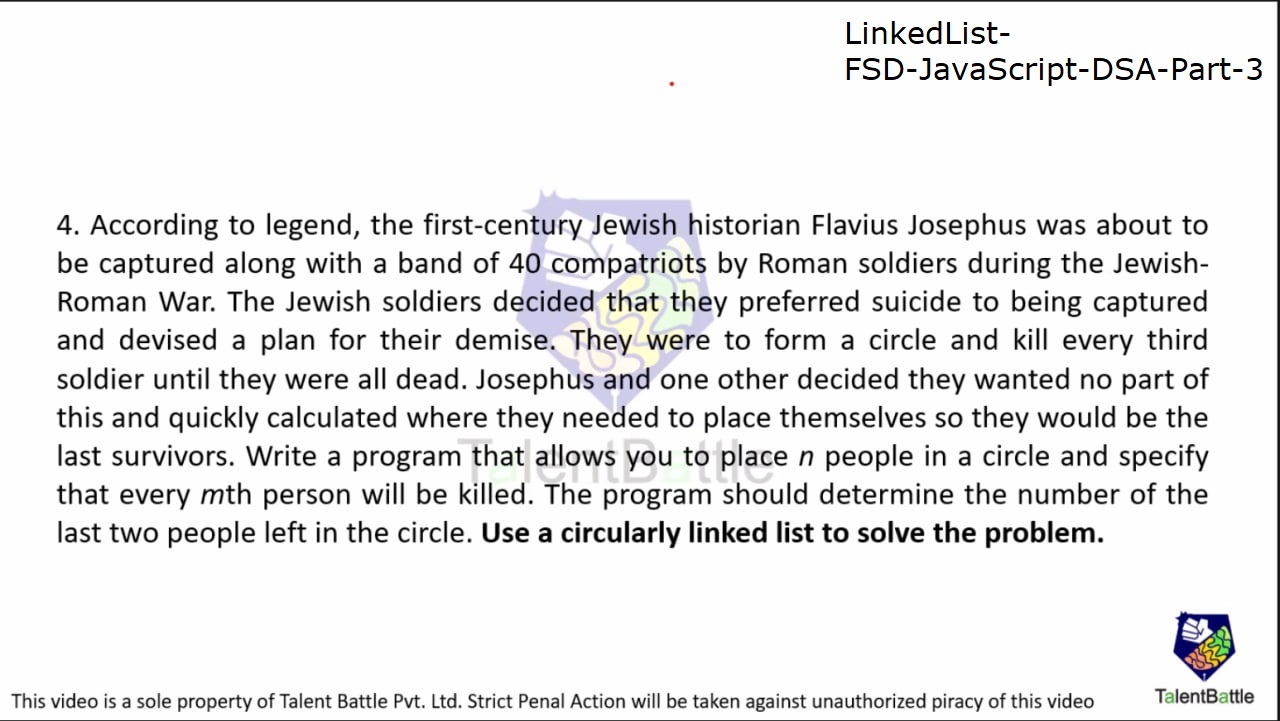 LinkedList-
FSD-JavaScript-DSA-Part-3
4. According to legend, the first-century Jewish historian Flavius Josephus was about to
be captured along with a band of 40 compatriots by Roman soldiers during the Jewish-
Roman War. The Jewish soldiers decided that they preferred suicide to being captured
and devised a plan for their demise. They were to form a circle and kill every third
soldier until they were all dead. Josephus and one other decided they wanted no part of
this and quickly calculated where they needed to place themselves so they would be the
last survivors. Write a program that allows you to place n people in a circle and specify
that every mth person will be killed. The program should determine the number of the
last two people left in the circle. Use a circularly linked list to solve the problem.
TalentBattle
TalentBattle
This video is a sole property of Talent Battle Pvt. Ltd. Strict Penal Action will be taken against unauthorized piracy of this video